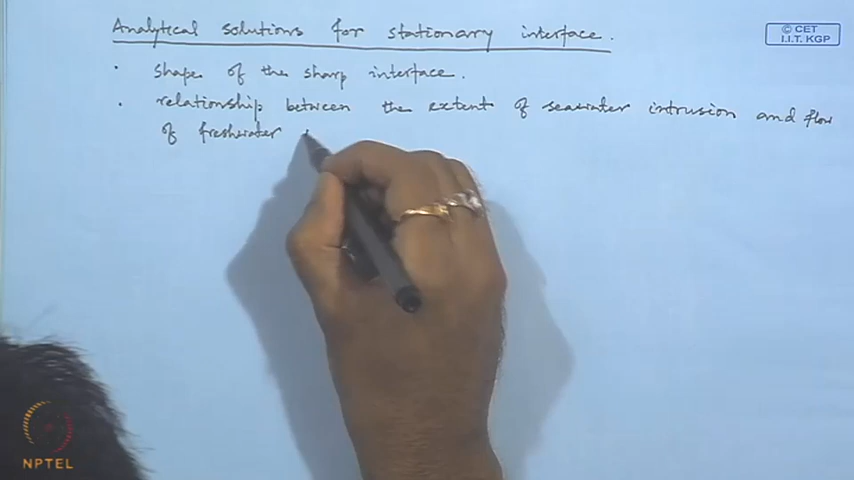 Analytical solutions for stationary interface.
© CET
I.I.T. KGP
· shape of the sharp interface.
· relationship between the extent of seawater intrusion and flow
of freshwater
NPTEL